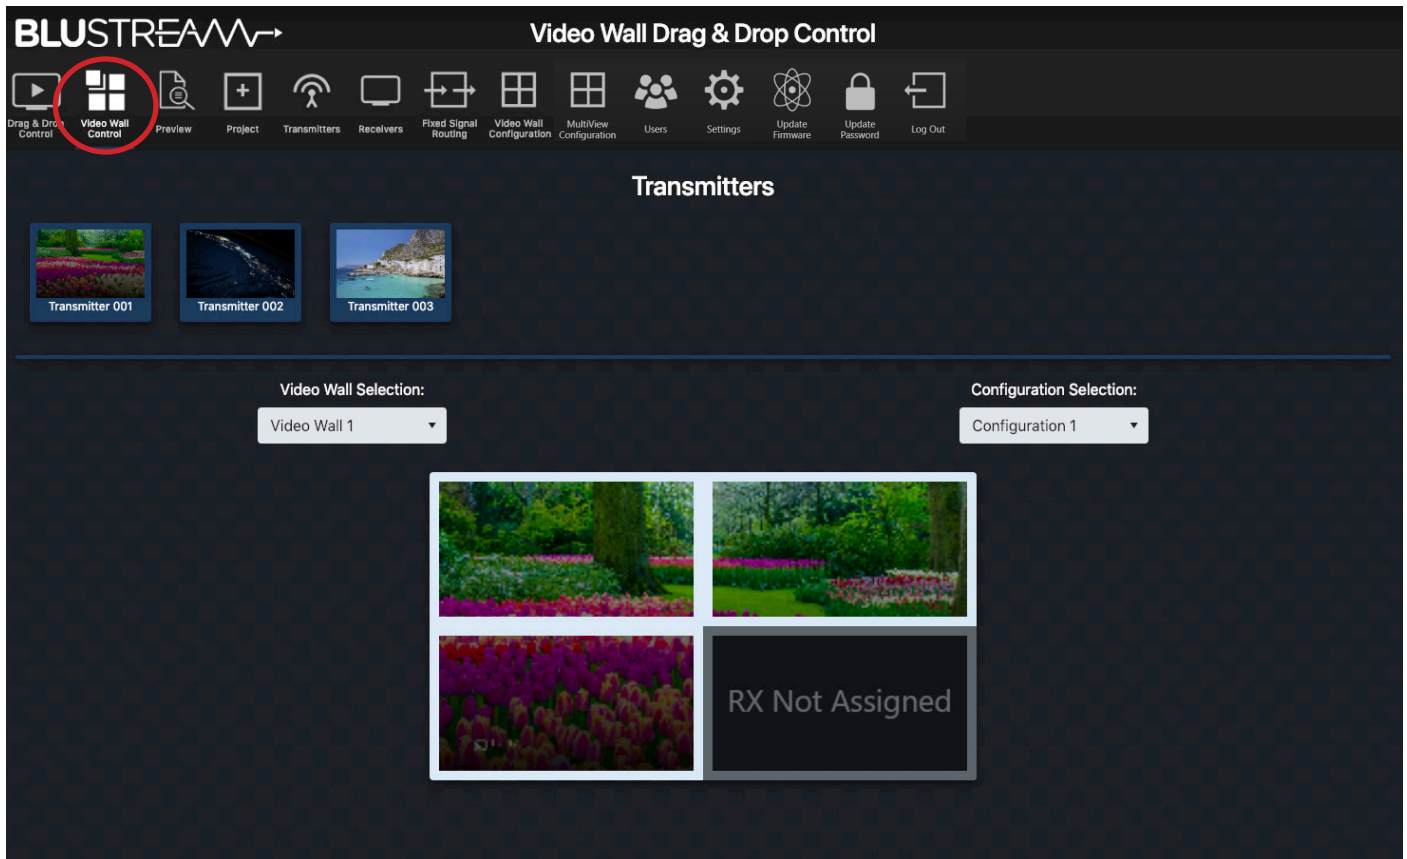 BLUSTREAM
Video Wall Drag & Drop Control
Drag & Drop
Control
Video Wall
Control
Preview
Project
Transmitters
Receivers
Fixed Signal
Routing
Video Wall
Configuration
MultiView
Configuration
Users
Settings
Update
Firmware
Update
Password
Log Out
Transmitters
Transmitter 001
Transmitter 002
Transmitter 003
Video Wall Selection:
Configuration Selection:
Video Wall 1
Configuration 1
RX Not Assigned